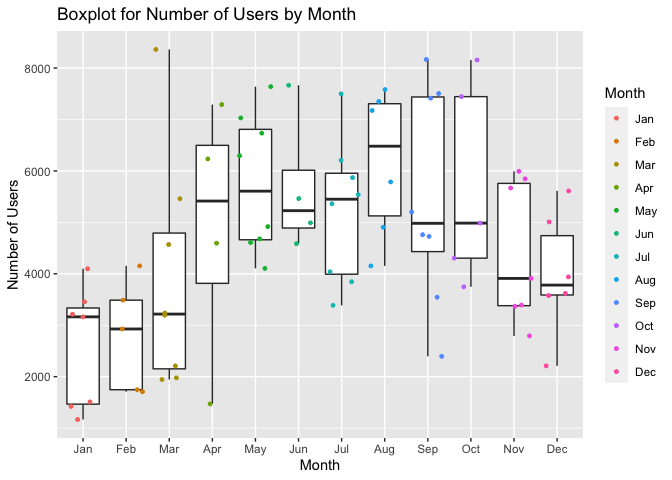 Boxplot for Number of Users by Month
8000
6000
4000
2000
Number of Users
Jan Feb Mar Apr May Jun Jul Aug Sep Oct Nov Dec
Month
Month
Jan
Feb
Mar
Apr
May
Jun
Jul
Aug
Sep
Oct
Nov
Dec